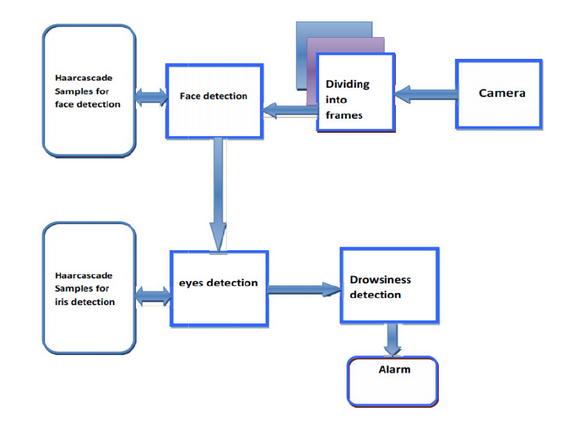 Haarcascade
Samples for
face detection
Face detection
Dividing
into
frames
Camera
Haarcascade
Samples for
iris detection
eyes detection
Drowsiness
detection
Alarm